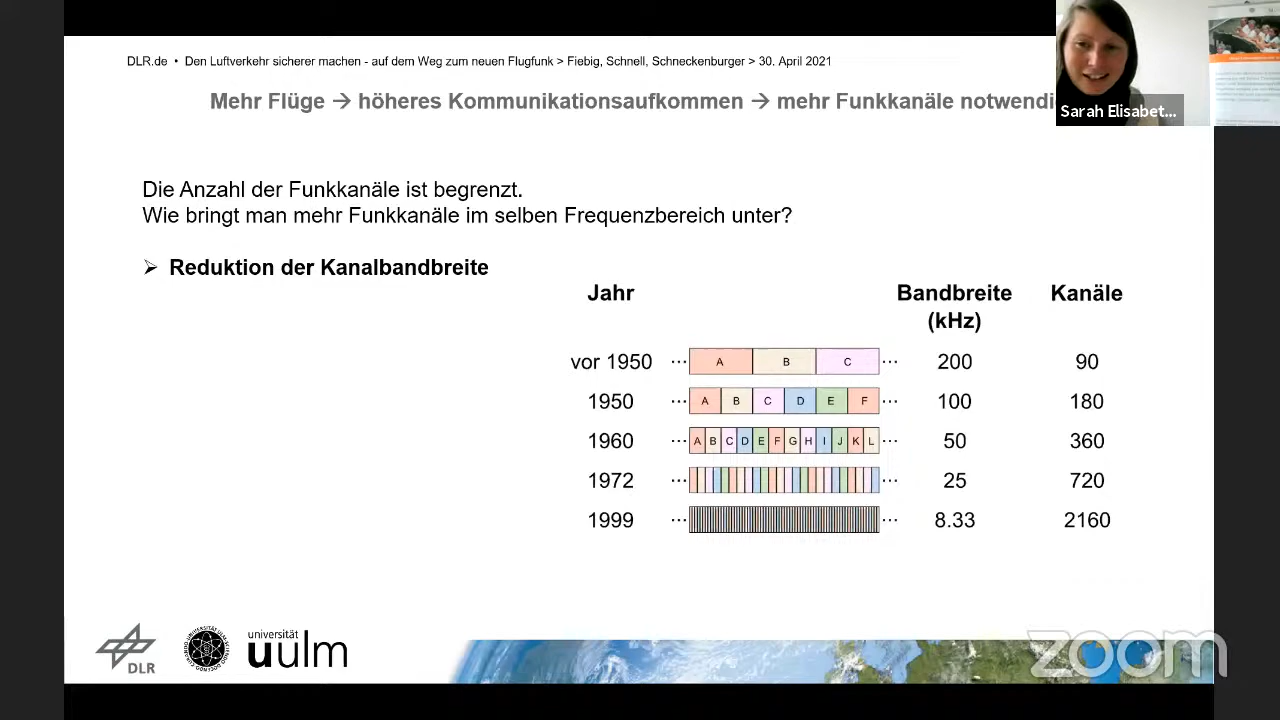 DLR.de • Den Luftverkehr sicherer machen - auf dem Weg zum neuen Flugfunk > Fiebig, Schnell, Schneckenburger > 30. April 2021
Mehr Flüge → höheres Kommunikationsaufkommen → mehr Funkkanäle notwendi
Sarah Elisabet...
Die Anzahl der Funkkanäle ist begrenzt.
Wie bringt man mehr Funkkanäle im selben Frequenzbereich unter?
➢ Reduktion der Kanalbandbreite
Jahr Bandbreite (kHz) Kanäle
vor 1950 ... A B C ... 200 90
1950 ... A B C D E F ... 100 180
1960 ... A B C D E F G H I J K L ... 50 360
1972 ... ... 25 720
1999 ... ... 8.33 2160
DLR
universität
uulm
zoom